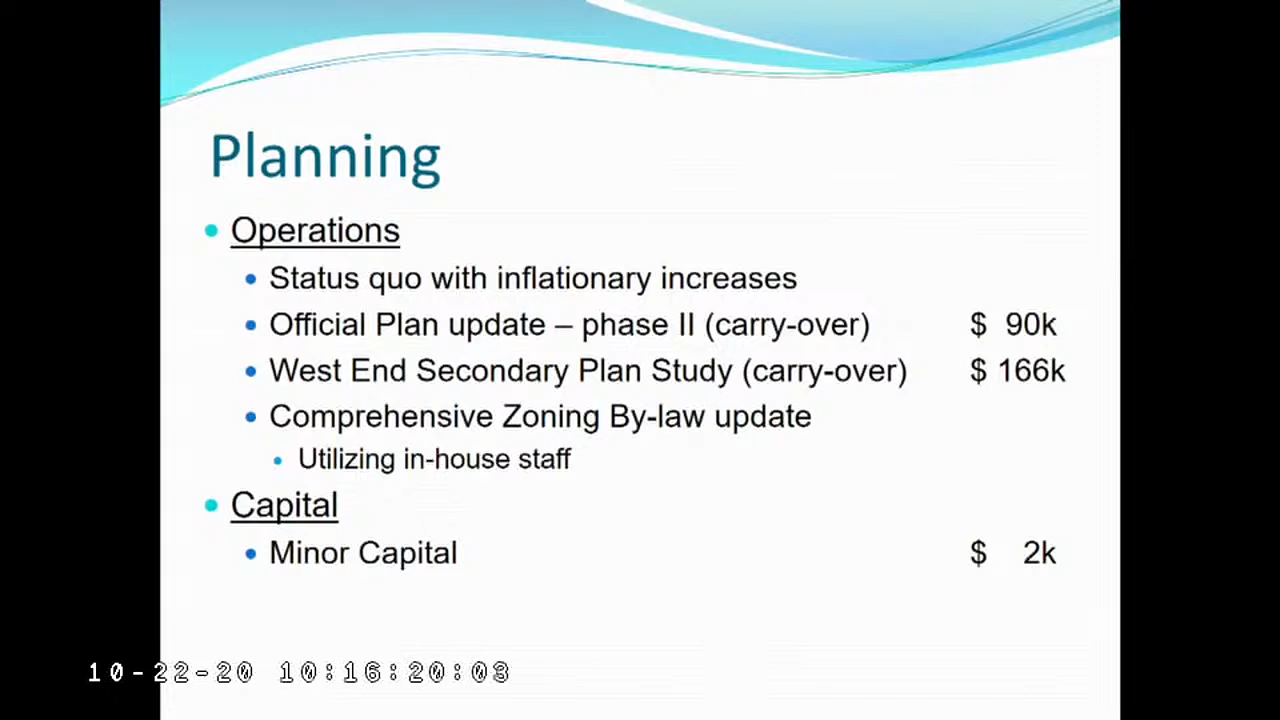 Planning
Operations
Status quo with inflationary increases
Official Plan update – phase II (carry-over) $ 90k
West End Secondary Plan Study (carry-over) $ 166k
Comprehensive Zoning By-law update
Utilizing in-house staff
Capital
Minor Capital $ 2k
10-22-20 10:16:20:03